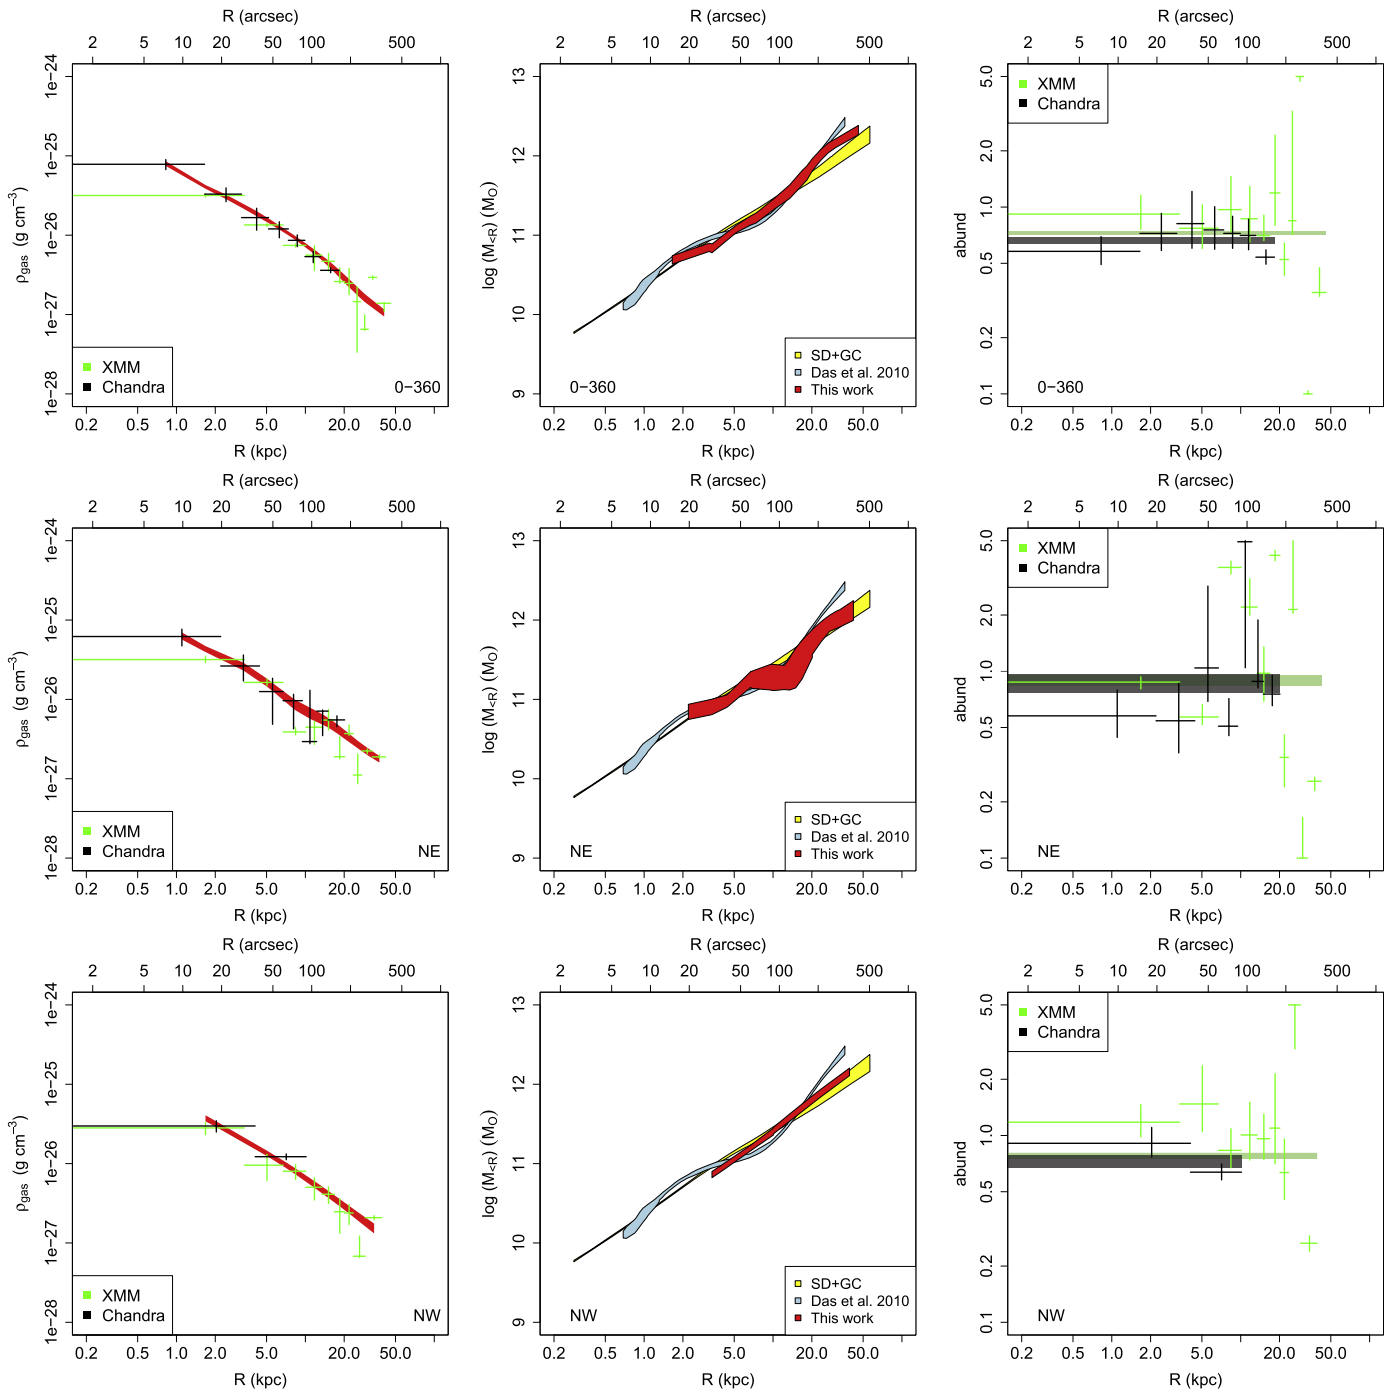 R (arcsec)
2 5 10 20 50 100 500
ρgas (g cm−3)
1e−24
1e−25
1e−26
1e−27
1e−28
XMM
Chandra
0−360
0.2 0.5 1.0 2.0 5.0 20.0 50.0
R (kpc)
R (arcsec)
2 5 10 20 50 100 500
log (M<R) (MO)
13
12
11
10
9
SD+GC
Das et al. 2010
This work
0−360
0.2 0.5 1.0 2.0 5.0 20.0 50.0
R (kpc)
R (arcsec)
2 5 10 20 50 100 500
abund
5.0
2.0
1.0
0.5
0.2
0.1
XMM
Chandra
0−360
0.2 0.5 1.0 2.0 5.0 20.0 50.0
R (kpc)
R (arcsec)
2 5 10 20 50 100 500
ρgas (g cm−3)
1e−24
1e−25
1e−26
1e−27
1e−28
XMM
Chandra
NE
0.2 0.5 1.0 2.0 5.0 20.0 50.0
R (kpc)
R (arcsec)
2 5 10 20 50 100 500
log (M<R) (MO)
13
12
11
10
9
SD+GC
Das et al. 2010
This work
NE
0.2 0.5 1.0 2.0 5.0 20.0 50.0
R (kpc)
R (arcsec)
2 5 10 20 50 100 500
abund
5.0
2.0
1.0
0.5
0.2
0.1
XMM
Chandra
NE
0.2 0.5 1.0 2.0 5.0 20.0 50.0
R (kpc)
R (arcsec)
2 5 10 20 50 100 500
ρgas (g cm−3)
1e−24
1e−25
1e−26
1e−27
1e−28
XMM
Chandra
NW
0.2 0.5 1.0 2.0 5.0 20.0 50.0
R (kpc)
R (arcsec)
2 5 10 20 50 100 500
log (M<R) (MO)
13
12
11
10
9
SD+GC
Das et al. 2010
This work
NW
0.2 0.5 1.0 2.0 5.0 20.0 50.0
R (kpc)
R (arcsec)
2 5 10 20 50 100 500
abund
5.0
2.0
1.0
0.5
0.2
0.1
XMM
Chandra
NW
0.2 0.5 1.0 2.0 5.0 20.0 50.0
R (kpc)